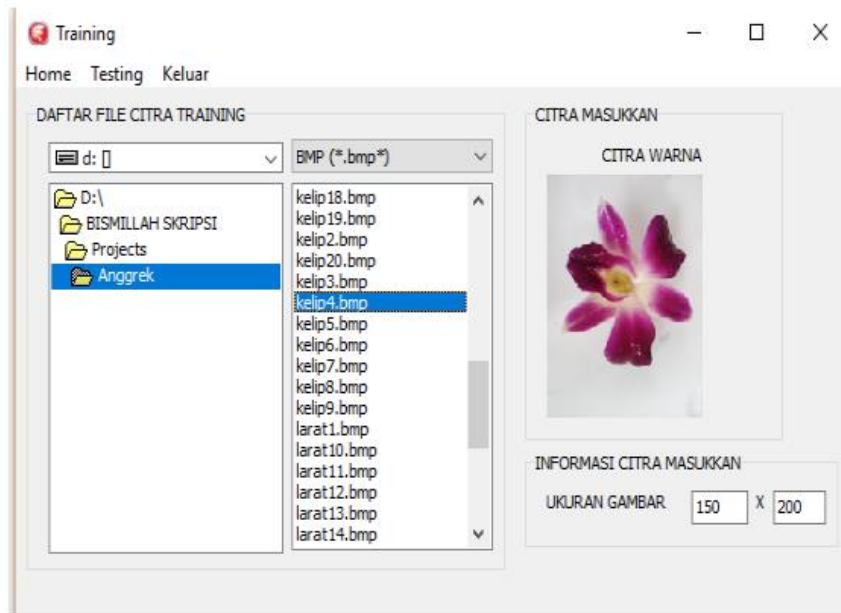 Training
Home Testing Keluar
DAFTAR FILE CITRA TRAINING
d: []
BMP (*.bmp*)
D:\
BISMILLAH SKRIPSI
Projects
Anggrek
kelip18.bmp
kelip19.bmp
kelip2.bmp
kelip20.bmp
kelip3.bmp
kelip4.bmp
kelip5.bmp
kelip6.bmp
kelip7.bmp
kelip8.bmp
kelip9.bmp
larat1.bmp
larat10.bmp
larat11.bmp
larat12.bmp
larat13.bmp
larat14.bmp
CITRA MASUKKAN
CITRA WARNA
INFORMASI CITRA MASUKKAN
UKURAN GAMBAR 150 X 200